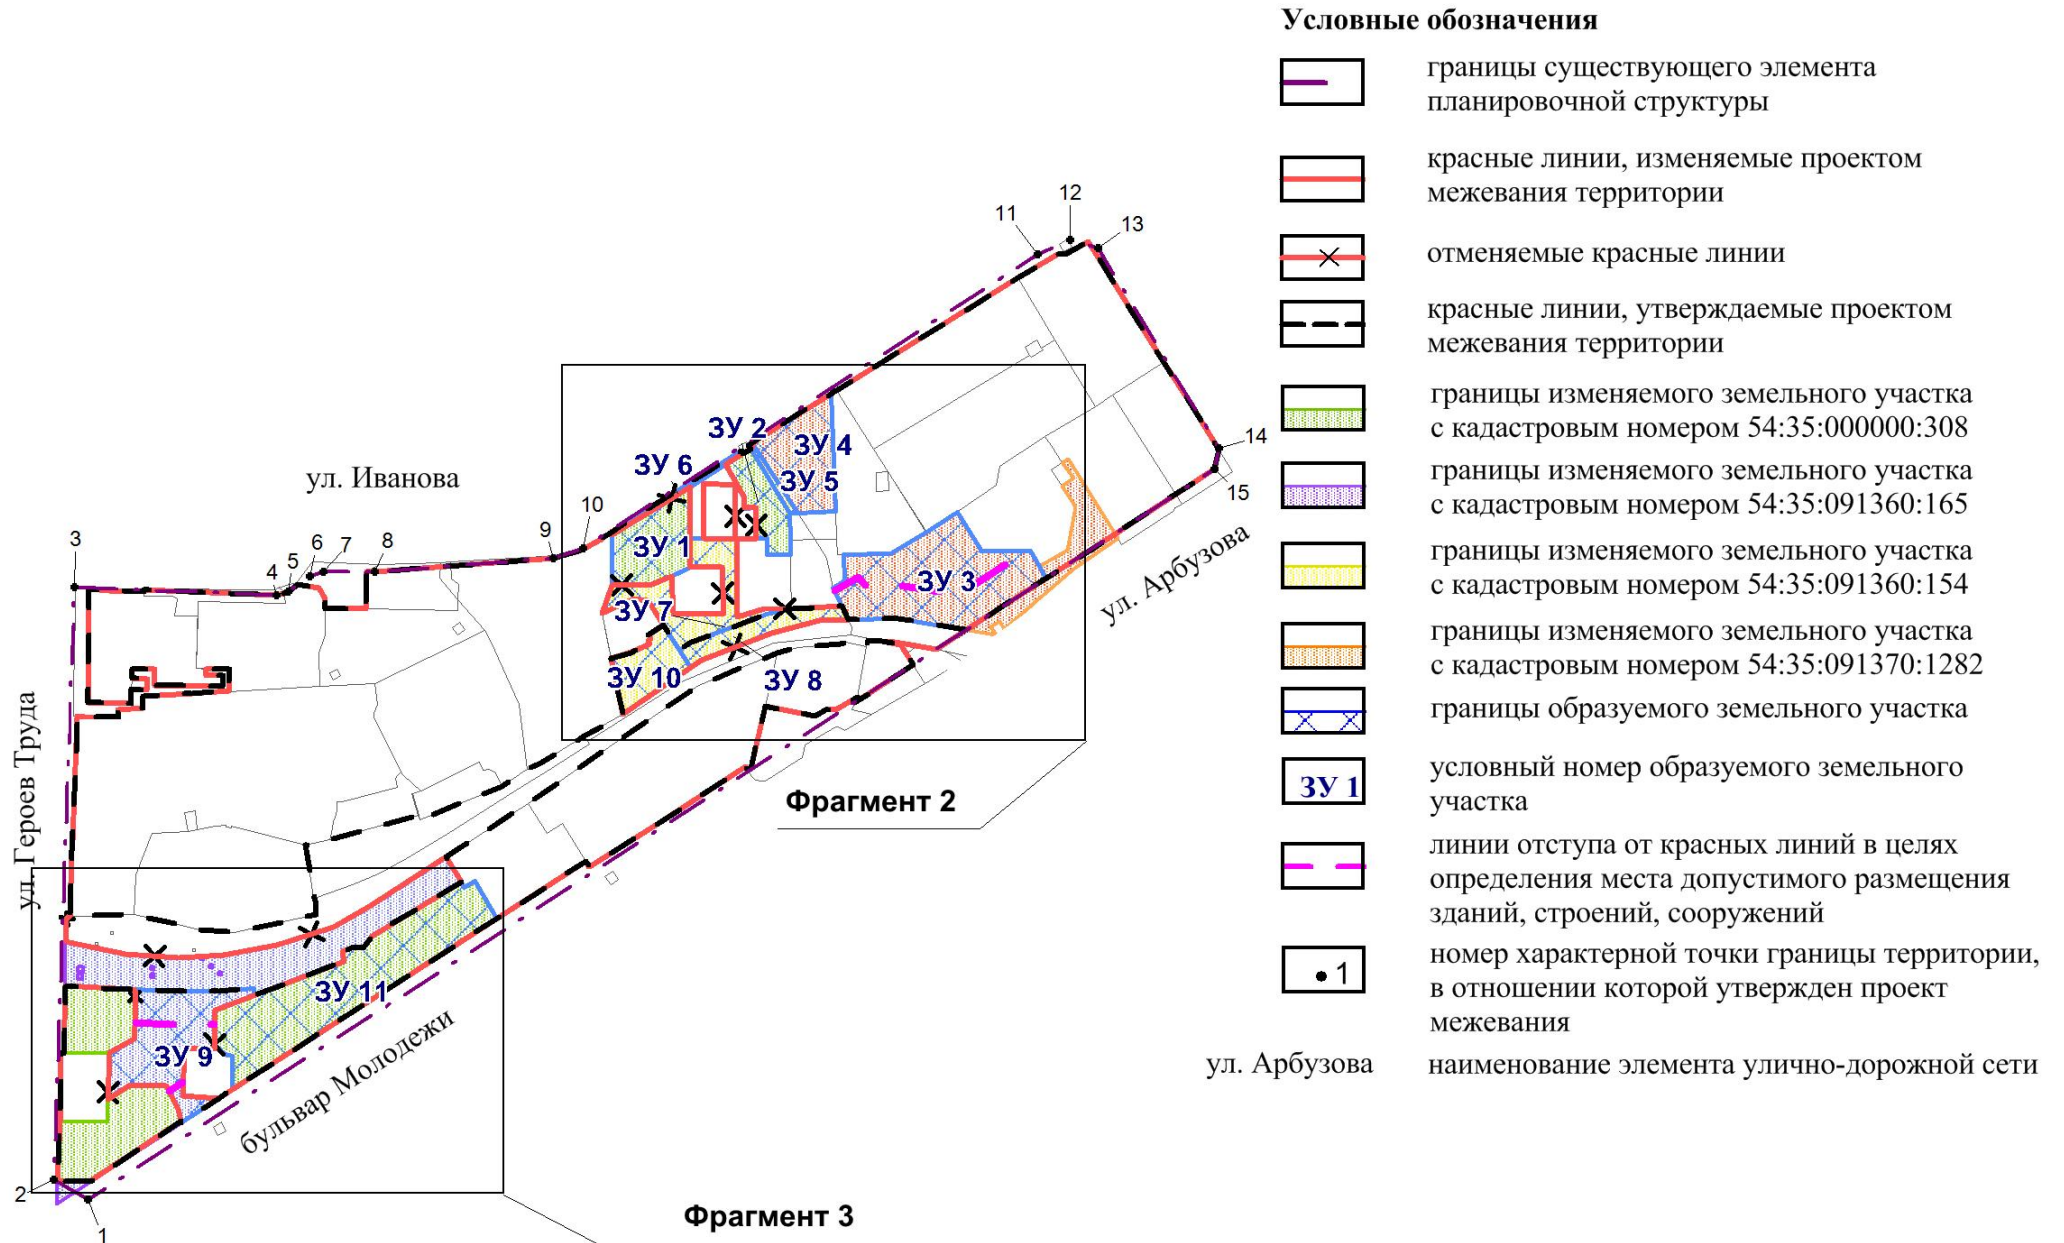 Условные обозначения
границы существующего элемента
планировочной структуры
красные линии, изменяемые проектом
межевания территории
отменяемые красные линии
красные линии, утверждаемые проектом
межевания территории
границы изменяемого земельного участка
с кадастровым номером 54:35:000000:308
границы изменяемого земельного участка
с кадастровым номером 54:35:091360:165
границы изменяемого земельного участка
с кадастровым номером 54:35:091360:154
границы изменяемого земельного участка
с кадастровым номером 54:35:091370:1282
границы образуемого земельного участка
ЗУ 1
условный номер образуемого земельного
участка
линии отступа от красных линий в целях
определения места допустимого размещения
зданий, строений, сооружений
1
номер характерной точки границы территории,
в отношении которой утвержден проект
межевания
ул. Арбузова
наименование элемента улично-дорожной сети
12
11
13
ЗУ 2
ЗУ 4
14
ЗУ 6
ул. Иванова
ЗУ 5
15
10
9
3
6
7
8
5
4
ЗУ 1
ЗУ 3
ул. Арбузова
ЗУ 7
ЗУ 10
ЗУ 8
ул. Героев Труда
Фрагмент 2
ЗУ 11
ЗУ 9
бульвар Молодежи
2
1
Фрагмент 3